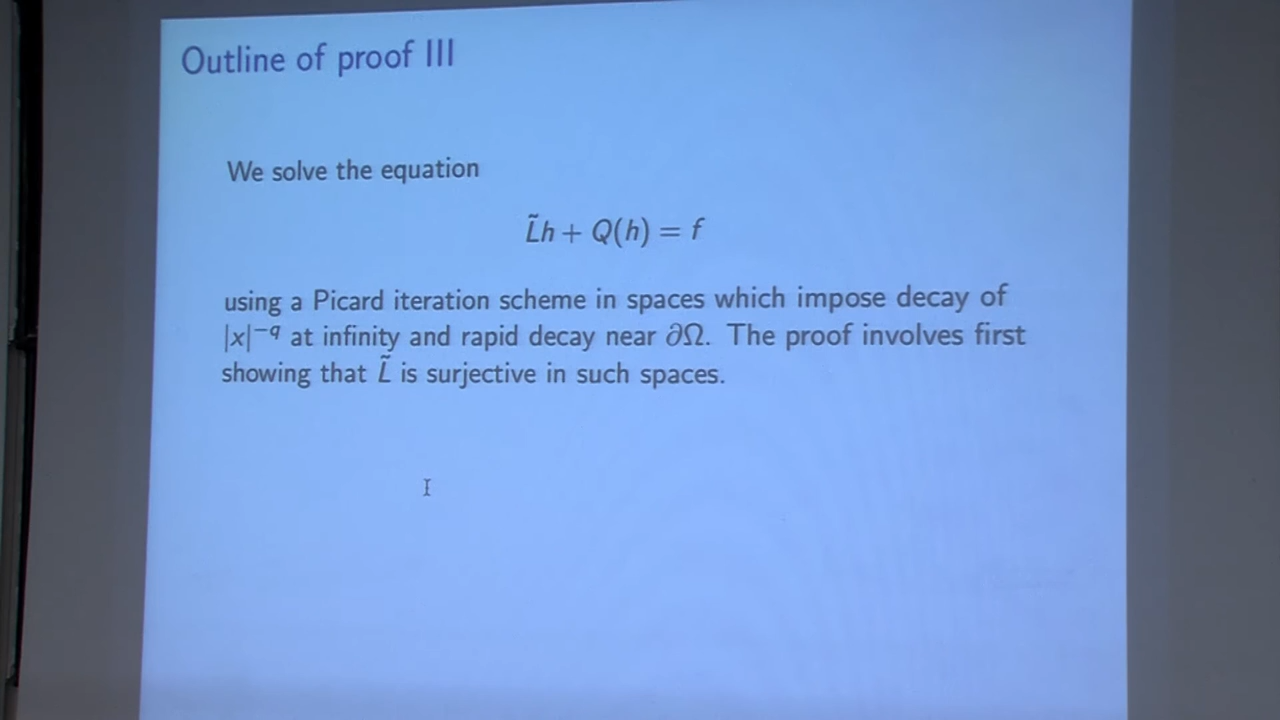 Outline of proof III
We solve the equation
L̃h + Q(h) = f
using a Picard iteration scheme in spaces which impose decay of
|x|⁻q at infinity and rapid decay near ∂Ω. The proof involves first
showing that L̃ is surjective in such spaces.